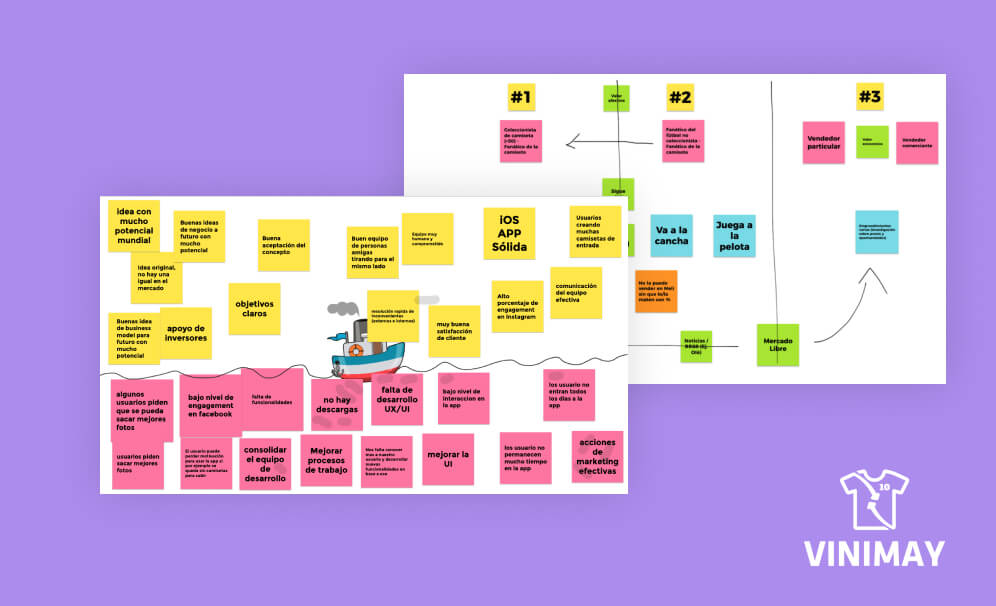 #1
Valor
afectivo
#2
#3
Coleccionista
de camiseta
Fanático de la
camiseta
Fanático del
fútbol no
coleccionista -
Fanático de la
camiseta
Vendedor
particular
Valor
económico
Vendedor
comerciante
Sigue
Va a la
cancha
Juega a
la
pelota
No la puede
vender en Meli
sin que le/la
maten con %
Noticias /
Mercado
Libre
idea con
mucho
potencial
mundial
Buenas ideas
de negocio a
futuro con
mucho
potencial
Buena
aceptación del
concepto
Buen equipo
de personas
amigas
tirando para el
mismo lado
Equipo muy
humano y
comprometido
iOS
APP
Sólida
Usuarios
creando
muchas
camisetas de
entrada
Idea original,
no hay una
igual en el
mercado
objetivos
claros
resolución rapida de
inconvenientes
(externos e internos)
Alto
porcentaje de
engagement
en Instagram
comunicación
del equipo
efectiva
Buenas idea
de business
model para
futuro con
mucho
potencial
apoyo de
inversores
muy buena
satisfacción
de cliente
algunos
usuarios piden
que se pueda
sacar mejores
fotos
bajo nivel de
engagement
en facebook
falta de
funcionalidades
no hay
descargas
falta de
desarrollo
UX/UI
bajo nivel de
interaccion en
la app
los usuario no
entran todos
los dias a la
app
usuarios piden
sacar mejores
fotos
El usuario puede
perder motivación
para usar la app si
por ejemplo se
queda sin camisetas
para subir
consolidar
el equipo
de
desarrollo
Mejorar
procesos
de trabajo
Nos falta conocer
mas a nuestro
usuario y desarrollar
nuevas
funcionalidades en
base a eso
mejorar la
UI
los usuario no
permanecen
mucho tiempo
en la app
acciones
de
marketing
efectivas
10
VINIMAY